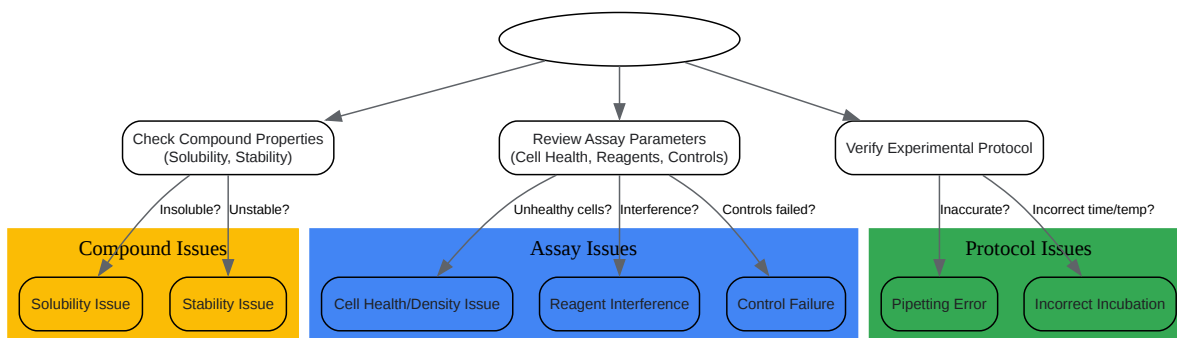 Check Compound Properties
(Solubility, Stability)
Review Assay Parameters
(Cell Health, Reagents, Controls)
Verify Experimental Protocol
Insoluble?
Unstable?
Unhealthy cells?
Interference?
Controls failed?
Inaccurate?
Incorrect time/temp?
Compound Issues
Assay Issues
Protocol Issues
Solubility Issue
Stability Issue
Cell Health/Density Issue
Reagent Interference
Control Failure
Pipetting Error
Incorrect Incubation